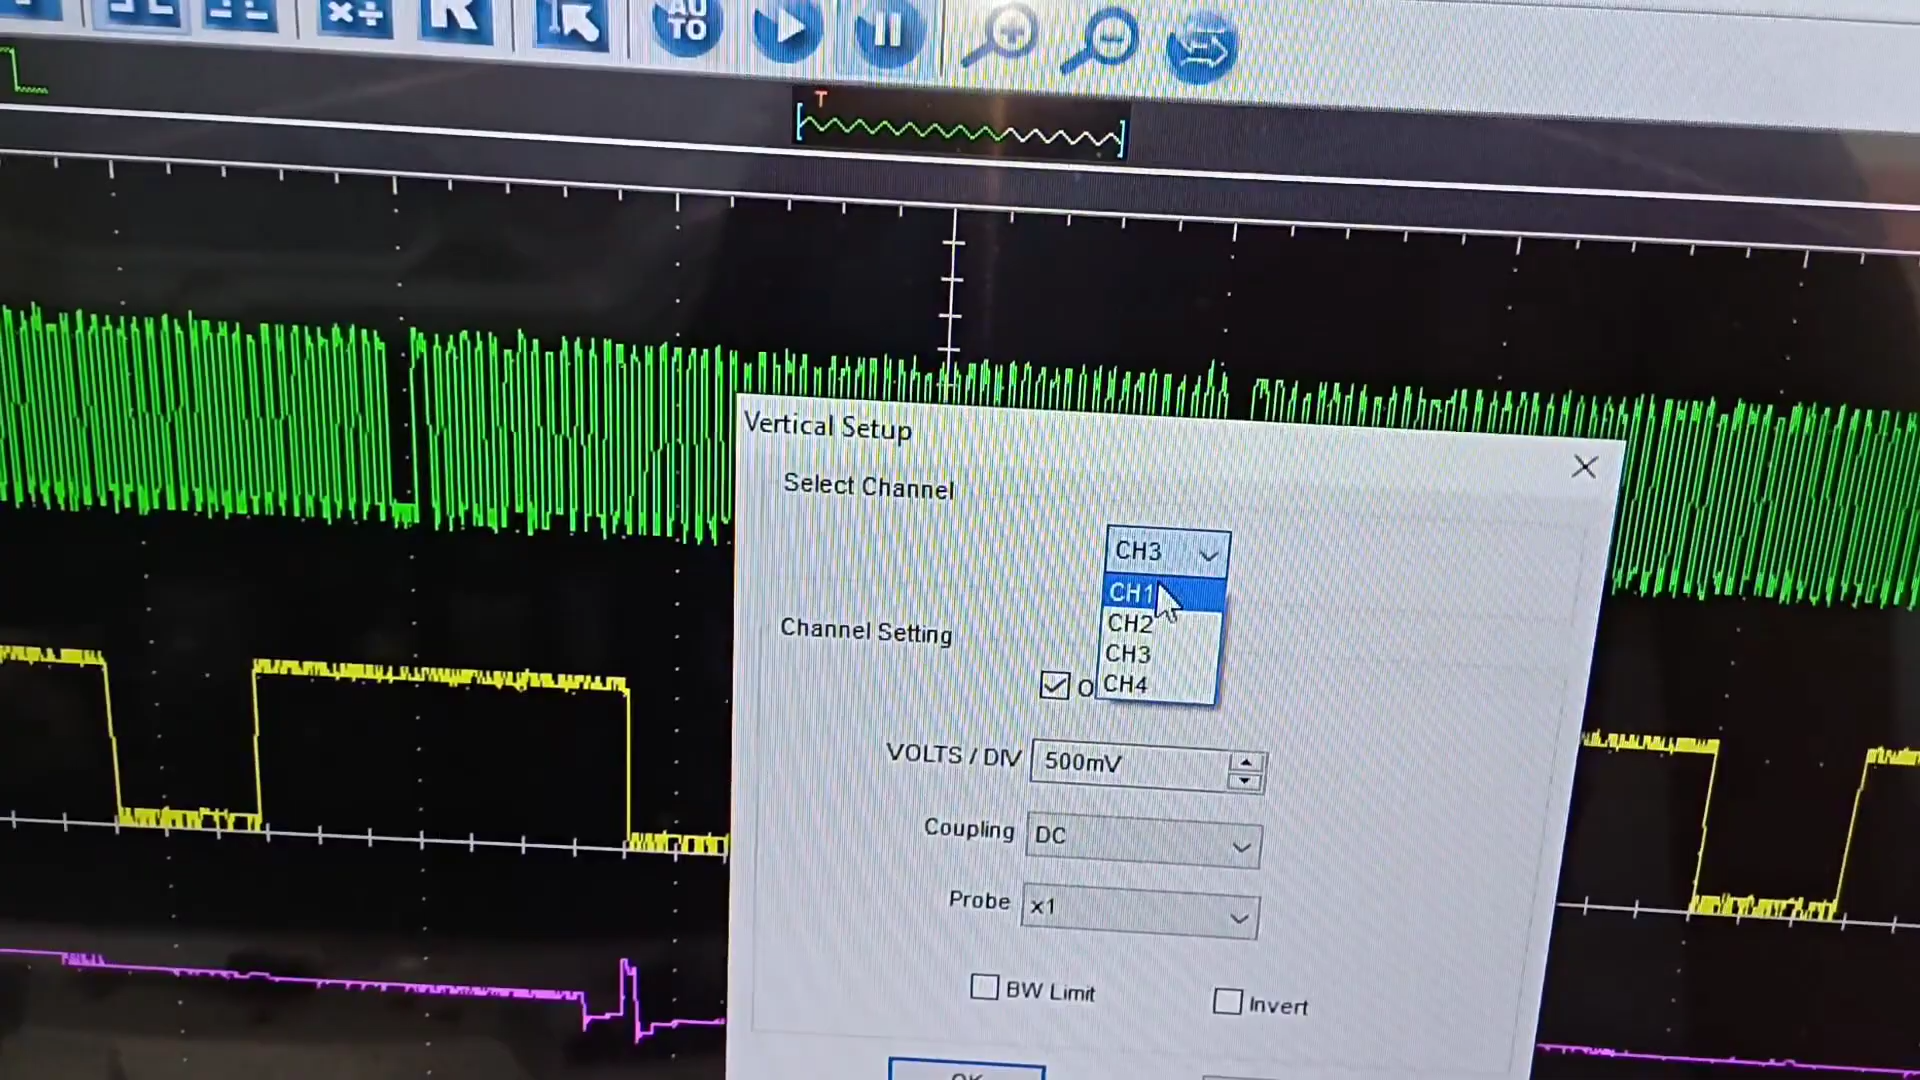 AU
TO
T
Vertical Setup
Select Channel
CH3
CH1
CH2
CH3
CH4
Channel Setting
VOLTS / DIV 500mV
Coupling DC
Probe x1
BW Limit
Invert